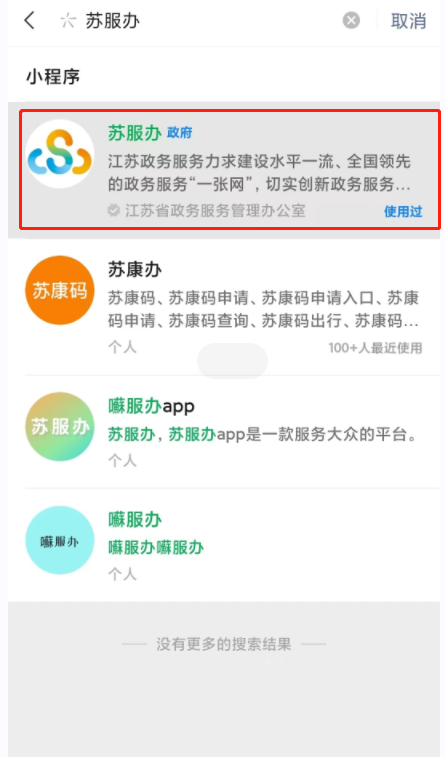 苏服办
取消
小程序
苏服办 政府
江苏政务服务力求建设水平一流、全国领先
的政务服务“一张网”，切实创新政务服务...
江苏省政务服务管理办公室
使用过
苏康码
苏康办
苏康码、苏康码申请、苏康码申请入口、苏康
码申请、苏康码查询、苏康码出行、苏康码...
个人
100+人最近使用
苏服办
囌服办app
苏服办，苏服办app是一款服务大众的平台。
个人
囌服办
囌服办
囌服办囌服办
个人
没有更多的搜索结果